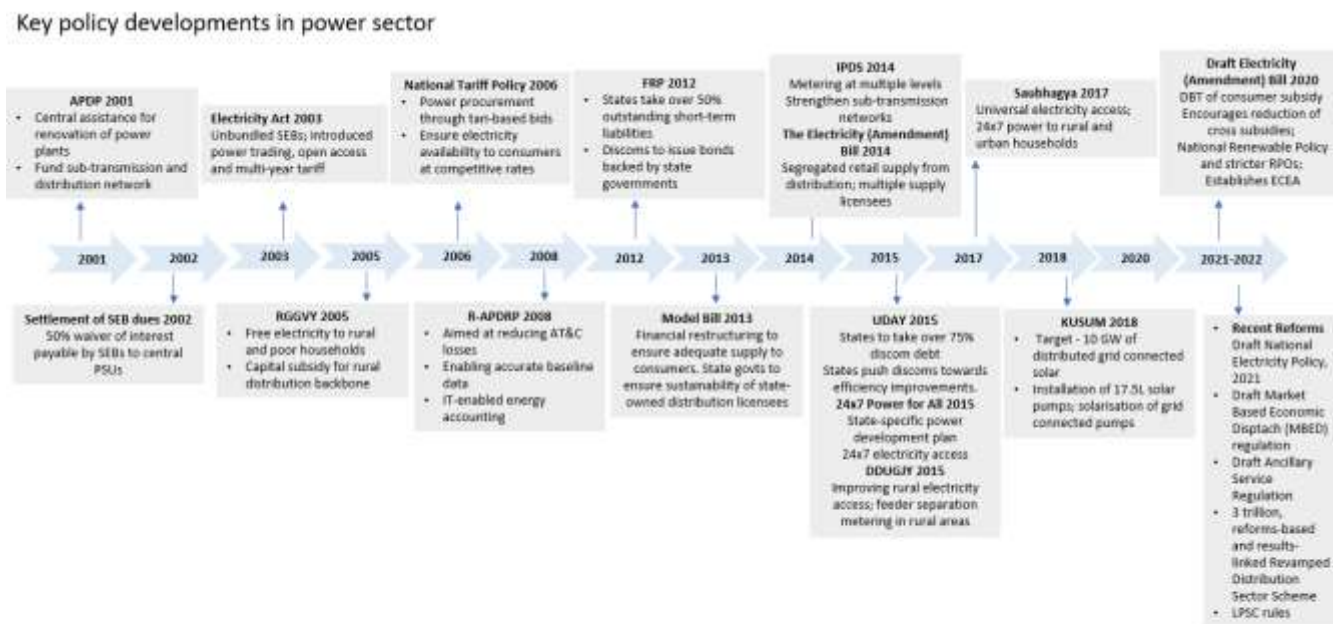 Key policy developments in power sector
APDP 2001
• Central assistance for
renovation of power
plants
• Fund sub-transmission and
distribution network
Electricity Act 2003
Unbundled SEBs; introduced
power trading, open access
and multi-year tariff
National Tariff Policy 2006
• Power procurement
through tari-based bids
• Ensure electricity
availability to consumers
at competitive rates
FRP 2012
• States take over 50%
outstanding short-term
liabilities
• Discoms to issue bonds
backed by state
governments
IPDS 2014
Metering at multiple levels
Strengthen sub-transmission
networks
The Electricity (Amendment)
Bill 2014
Segregated retail supply from
distribution; multiple supply
licensees
Saubhagya 2017
Universal electricity access;
24x7 power to rural and
urban households
Draft Electricity
(Amendment) Bill 2020
DBT of consumer subsidy
Encourages reduction of
cross subsidies;
National Renewable Policy
and stricter RPOs;
Establishes ECEA
2001 2002 2003 2005 2006 2008 2012 2013 2014 2015 2017 2018 2020 2021-2022
Settlement of SEB dues 2002
50% waiver of interest
payable by SEBs to central
PSUs
RGGVY 2005
• Free electricity to rural
and poor households
• Capital subsidy for rural
distribution backbone
R-APDRP 2008
• Aimed at reducing AT&C
losses
• Enabling accurate baseline
data
• IT-enabled energy
accounting
Model Bill 2013
Financial restructuring to
ensure adequate supply to
consumers. State govts to
ensure sustainability of state-
owned distribution licensees
UDAY 2015
States to take over 75%
discom debt
States push discoms towards
efficiency improvements.
24x7 Power for All 2015
State-specific power
development plan
24x7 electricity access
DDUGJY 2015
Improving rural electricity
access; feeder separation
metering in rural areas
KUSUM 2018
• Target - 10 GW of
distributed grid connected
solar
• Installation of 17.5L solar
pumps; solarisation of grid
connected pumps
• Recent Reforms
Draft National
Electricity Policy,
2021
• Draft Market
Based Economic
Disptach (MBED)
regulation
• Draft Ancillary
Service
Regulation
• 3 trillion,
reforms-based
and results-
linked Revamped
Distribution
Sector Scheme
• LPSC rules